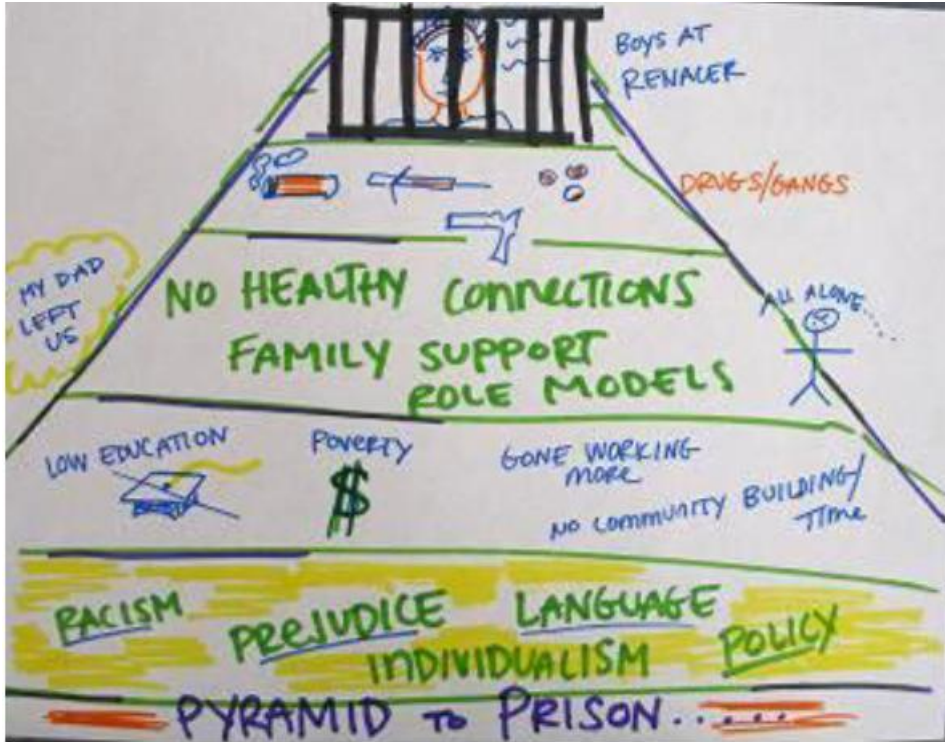 BOYS AT
RENACER
DRUGS/GANGS
MY DAD
LEFT
US
NO HEALTHY CONNECTIONS
FAMILY SUPPORT
ROLE MODELS
ALL ALONE.....
LOW EDUCATION
POVERTY
$
GONE WORKING
MORE
NO COMMUNITY BUILDING/
TIME
RACISM
PREJUDICE
LANGUAGE
INDIVIDUALISM
POLICY
PYRAMID TO PRISON......